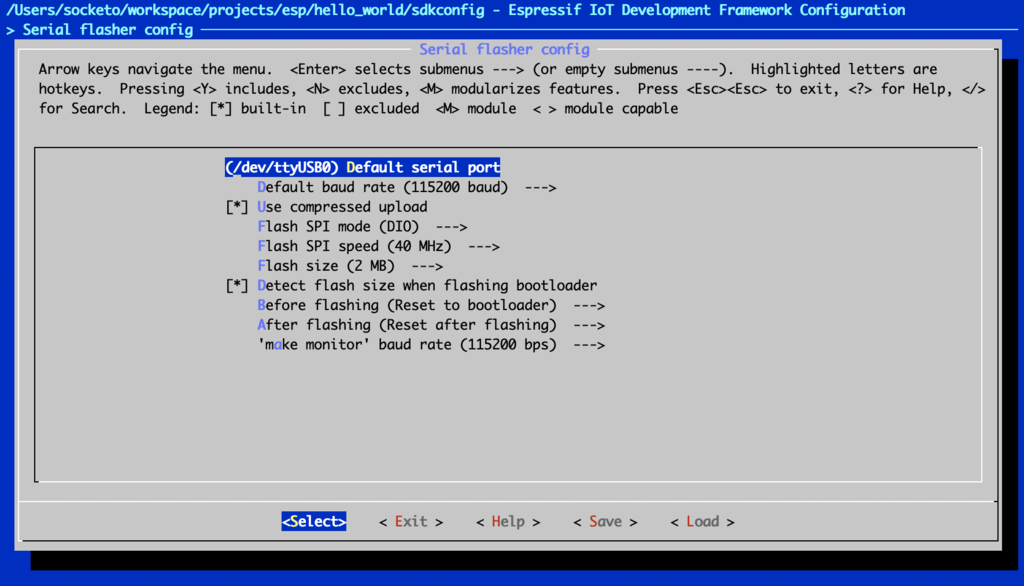 /Users/socketo/workspace/projects/esp/hello_world/sdkconfig - Espressif IoT Development Framework Configuration
> Serial flasher config
Serial flasher config
Arrow keys navigate the menu.  <Enter> selects submenus ---> (or empty submenus ----).  Highlighted letters are
hotkeys.  Pressing <Y> includes, <N> excludes, <M> modularizes features.  Press <Esc><Esc> to exit, <?> for Help, </>
for Search.  Legend: [*] built-in  [ ] excluded  <M> module  < > module capable
(/dev/ttyUSB0) Default serial port
Default baud rate (115200 baud)  --->
[*] Use compressed upload
Flash SPI mode (DIO)  --->
Flash SPI speed (40 MHz)  --->
Flash size (2 MB)  --->
[*] Detect flash size when flashing bootloader
Before flashing (Reset to bootloader)  --->
After flashing (Reset after flashing)  --->
'make monitor' baud rate (115200 bps)  --->
<Select>    < Exit >    < Help >    < Save >    < Load >